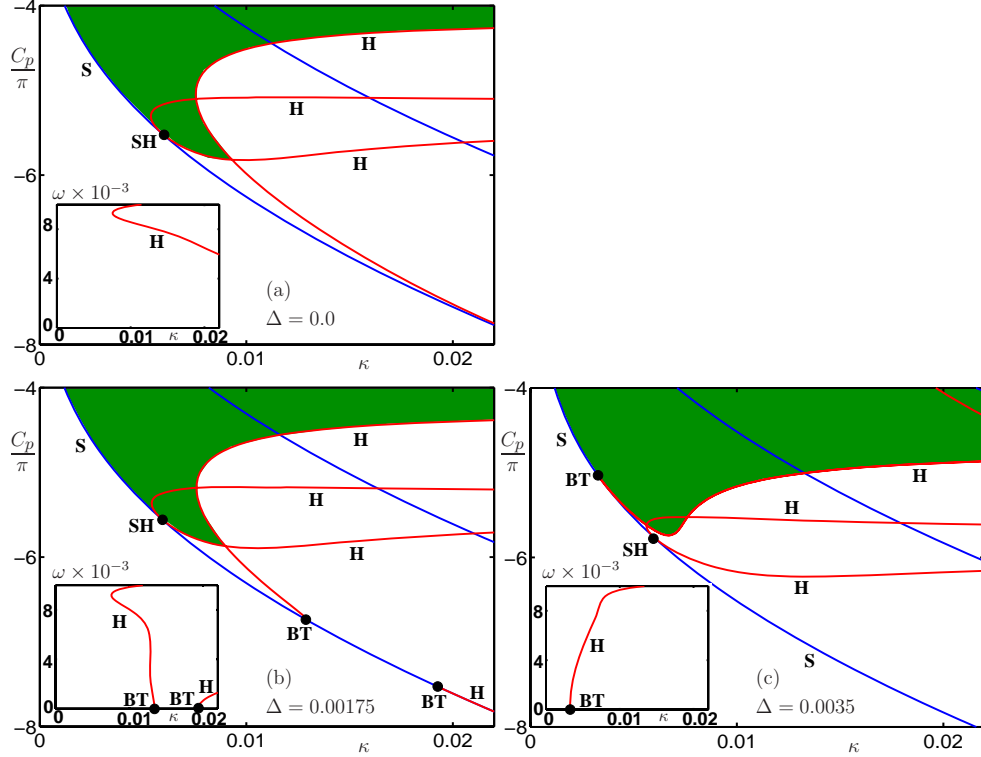 -4
C_p/π
S
H
H
SH
H
-6
ω × 10^{-3}
8
H
4
0
0 0.01 κ 0.02
(a)
Δ = 0.0
-8
0 0.01 κ 0.02
-4
C_p/π
S
H
H
SH
H
-6
ω × 10^{-3}
8
H
4
BT BT H
0
0 0.01 κ 0.02
BT
BT H
(b)
Δ = 0.00175
-8
0 0.01 κ 0.02
-4
C_p/π
S
BT
H
H
SH
H
-6
ω × 10^{-3}
8
H
4
BT
0
0 0.01 κ 0.02
S
(c)
Δ = 0.0035
-8
0 0.01 κ 0.02